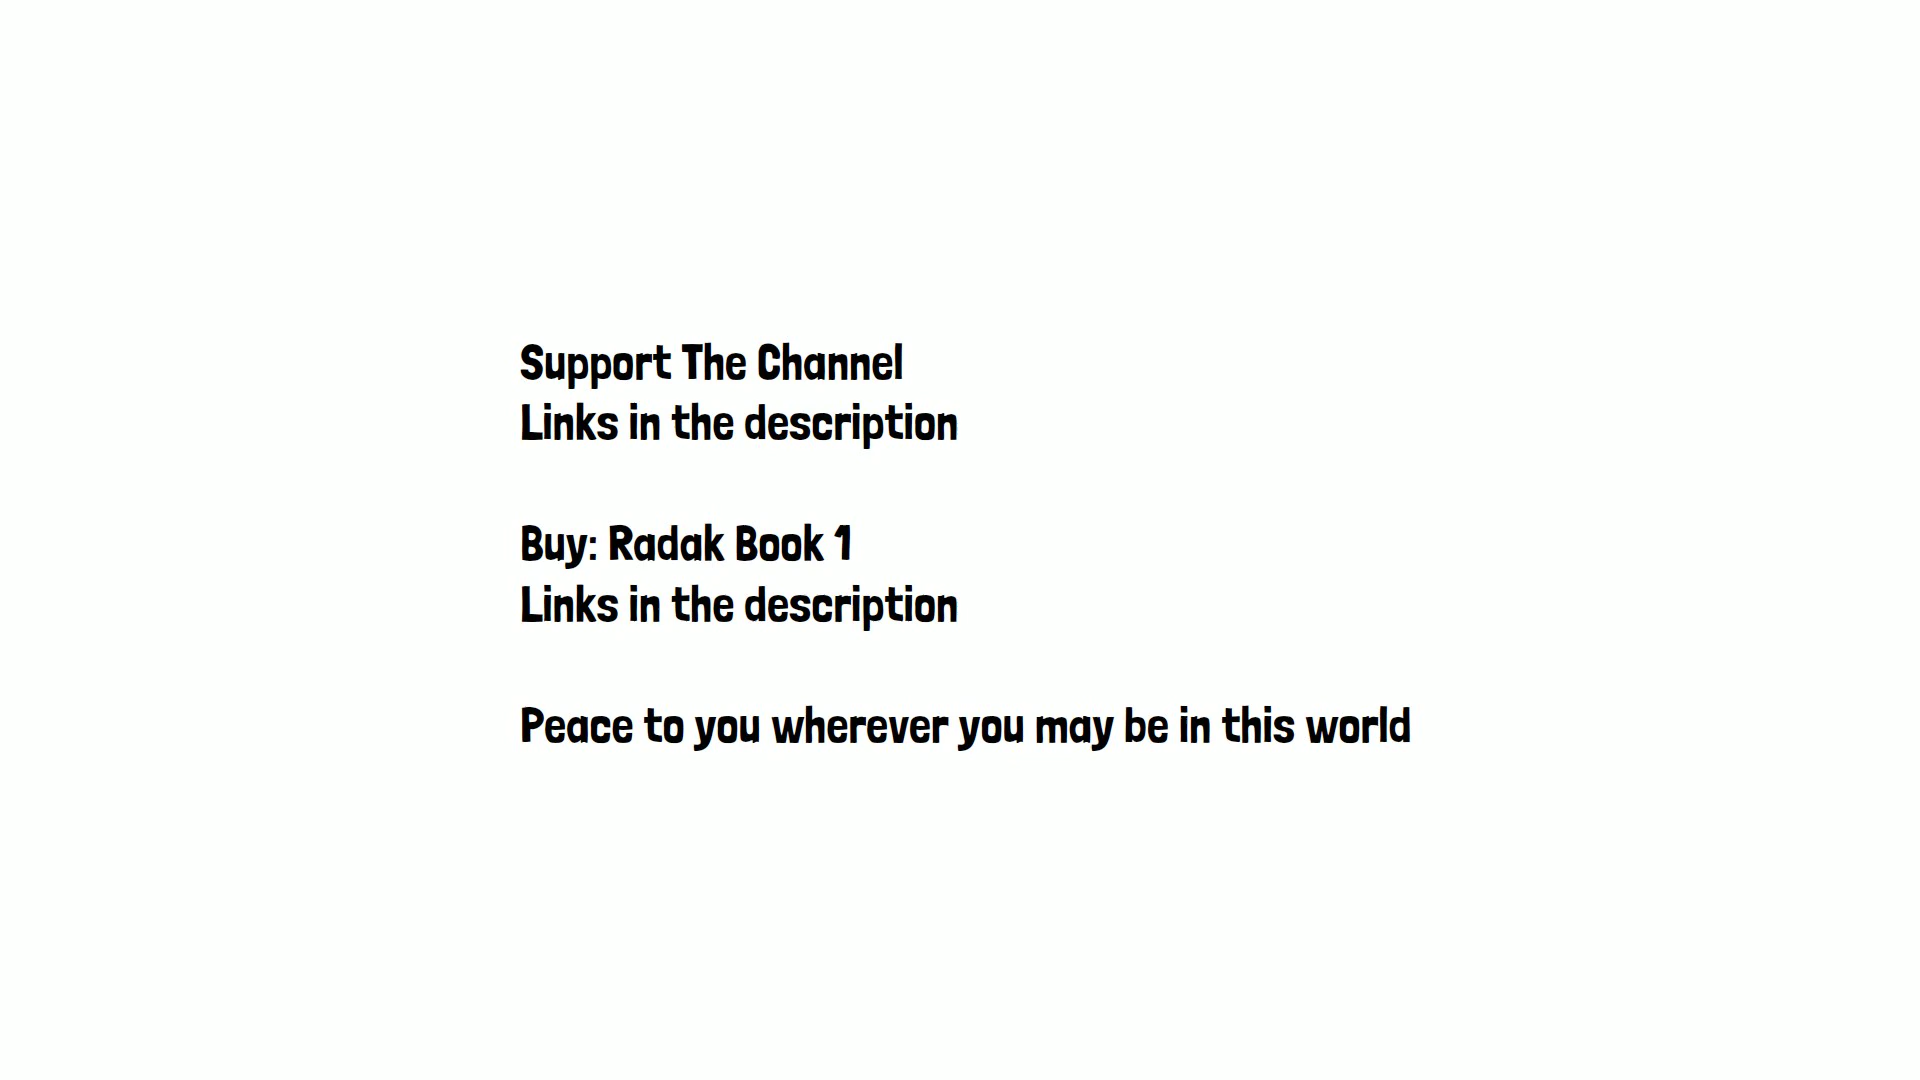 Support The Channel
Links in the description
Buy: Radak Book 1
Links in the description
Peace to you wherever you may be in this world